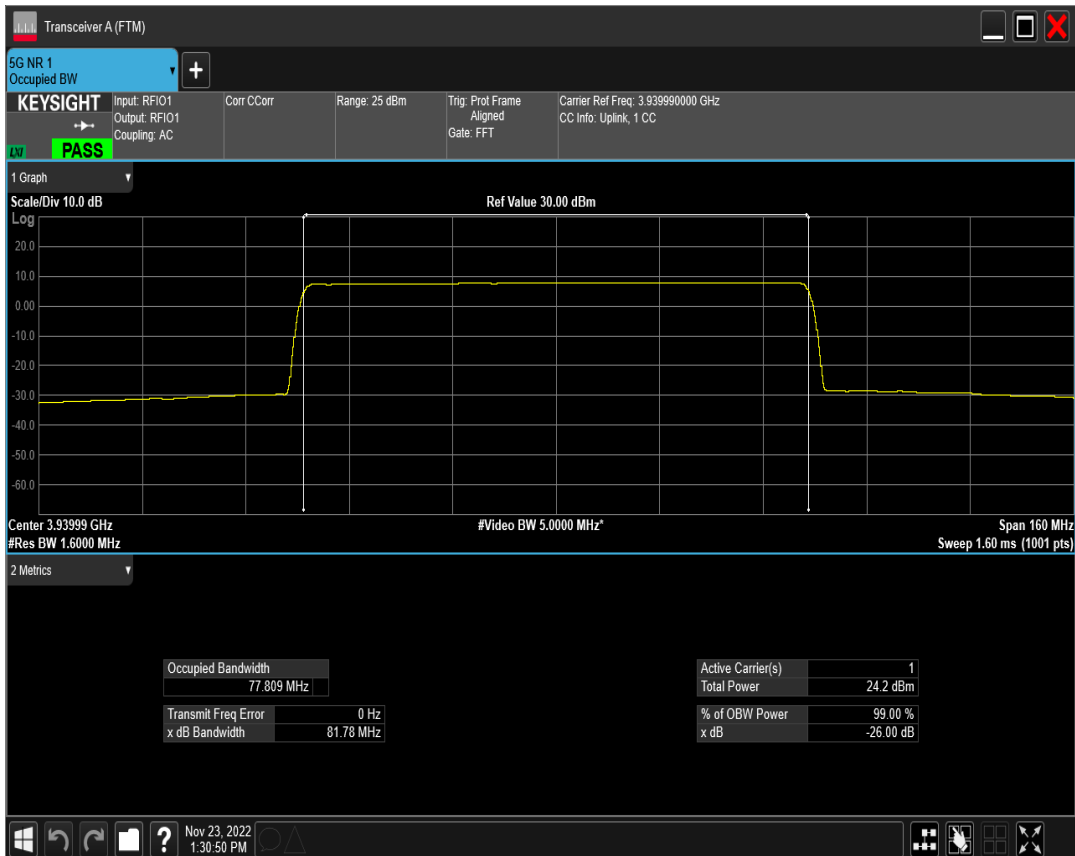 Transceiver A (FTM)
5G NR 1
Occupied BW
+
KEYSIGHT
LXI
PASS
Input: RFIO1
Output: RFIO1
Coupling: AC
Corr CCorr
Range: 25 dBm
Trig: Prot Frame
Aligned
Gate: FFT
Carrier Ref Freq: 3.939990000 GHz
CC Info: Uplink, 1 CC
1 Graph
Scale/Div 10.0 dB
Ref Value 30.00 dBm
Log
20.0
10.0
0.00
-10.0
-20.0
-30.0
-40.0
-50.0
-60.0
Center 3.93999 GHz
#Video BW 5.0000 MHz*
Span 160 MHz
#Res BW 1.6000 MHz
Sweep 1.60 ms (1001 pts)
2 Metrics
Occupied Bandwidth
77.809 MHz
Transmit Freq Error 0 Hz
x dB Bandwidth 81.78 MHz
Active Carrier(s) 1
Total Power 24.2 dBm
% of OBW Power 99.00 %
x dB -26.00 dB
?
Nov 23, 2022
1:30:50 PM